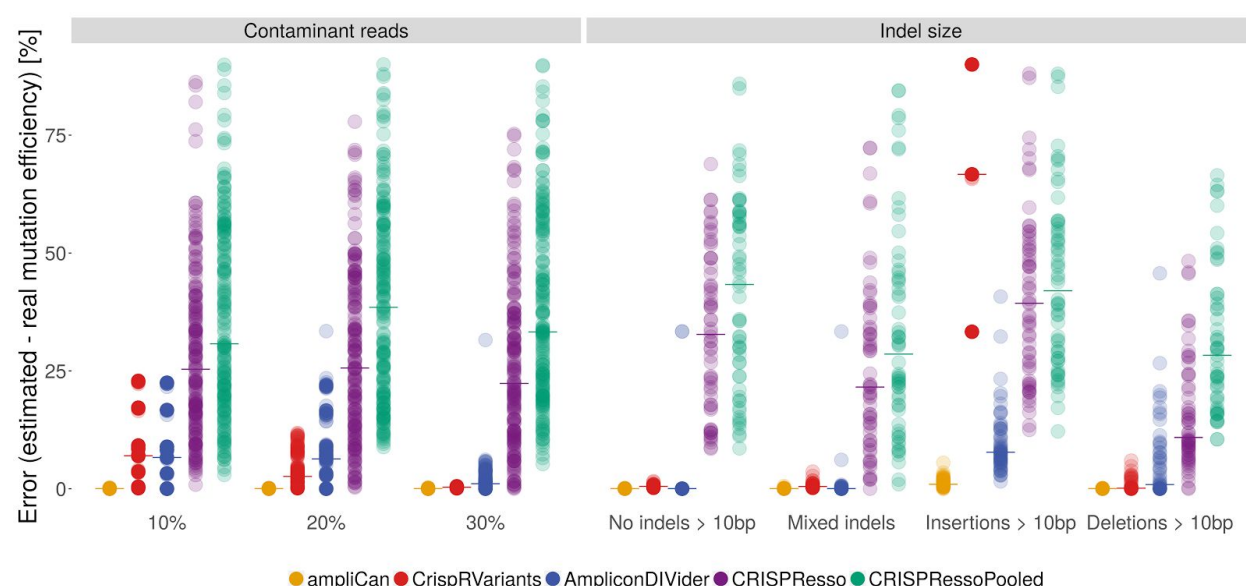 Contaminant reads
Indel size
Error (estimated - real mutation efficiency) [%]
75
50
25
0
10%
20%
30%
No indels > 10bp
Mixed indels
Insertions > 10bp
Deletions > 10bp
ampliCan CrispRVariants AmpliconDIVider CRISPResso CRISPRessoPooled